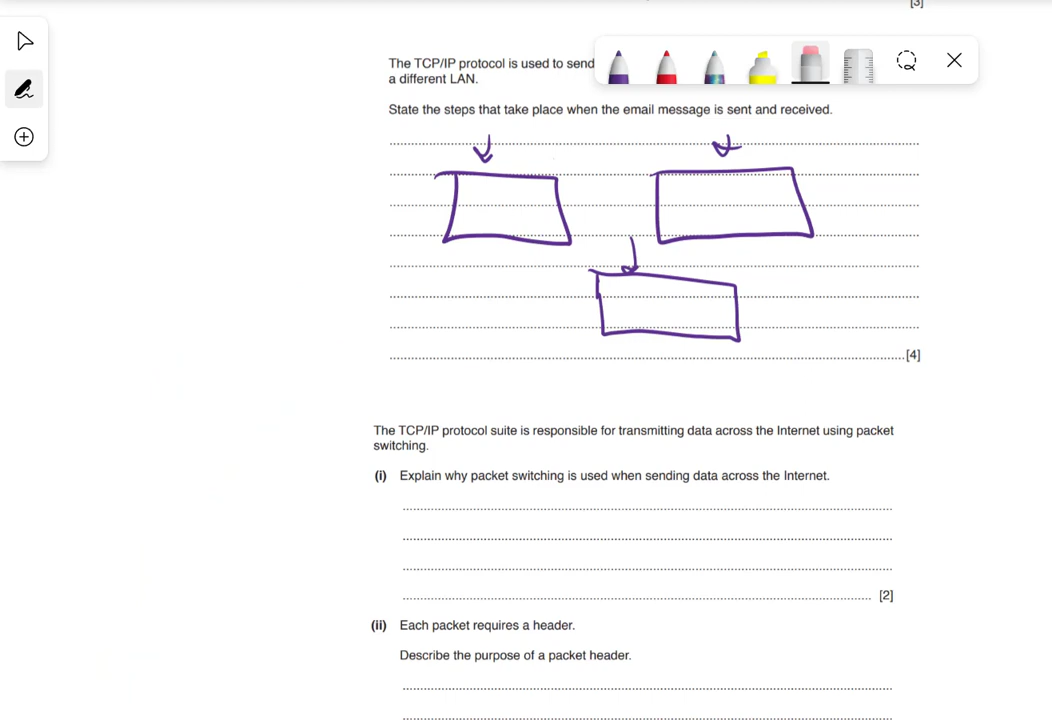 [3]
The TCP/IP protocol is used to send
a different LAN.
State the steps that take place when the email message is sent and received.
[4]
The TCP/IP protocol suite is responsible for transmitting data across the Internet using packet
switching.
(i) Explain why packet switching is used when sending data across the Internet.
[2]
(ii) Each packet requires a header.
Describe the purpose of a packet header.